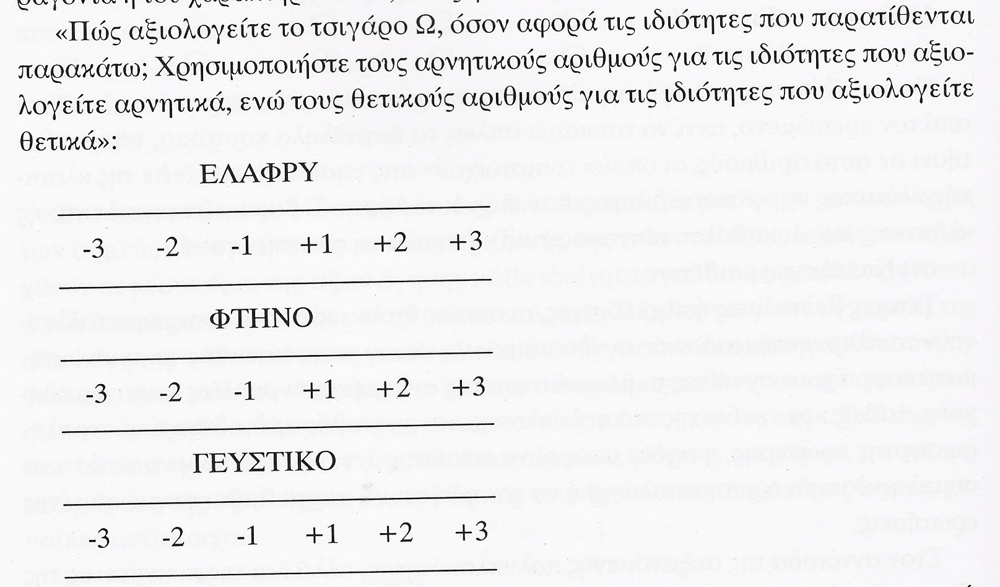 «Πώς αξιολογείτε το τσιγάρο Ω, όσον αφορά τις ιδιότητες που παρατίθενται
παρακάτω; Χρησιμοποιήστε τους αρνητικούς αριθμούς για τις ιδιότητες που αξιο-
λογείτε αρνητικά, ενώ τους θετικούς αριθμούς για τις ιδιότητες που αξιολογείτε
θετικά»:
ΕΛΑΦΡΥ
-3 -2 -1 +1 +2 +3
ΦΤΗΝΟ
-3 -2 -1 +1 +2 +3
ΓΕΥΣΤΙΚΟ
-3 -2 -1 +1 +2 +3